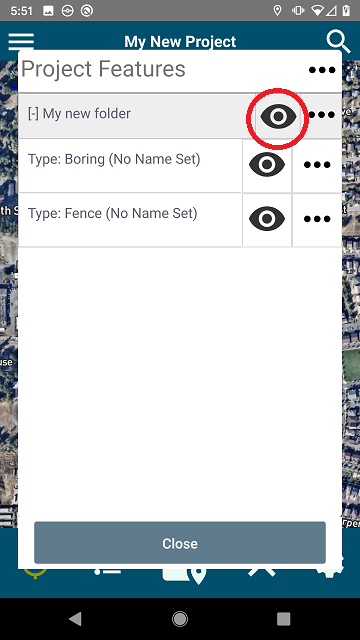 5:51
My New Project
Project Features
[-] My new folder
Type: Boring (No Name Set)
Type: Fence (No Name Set)
Close